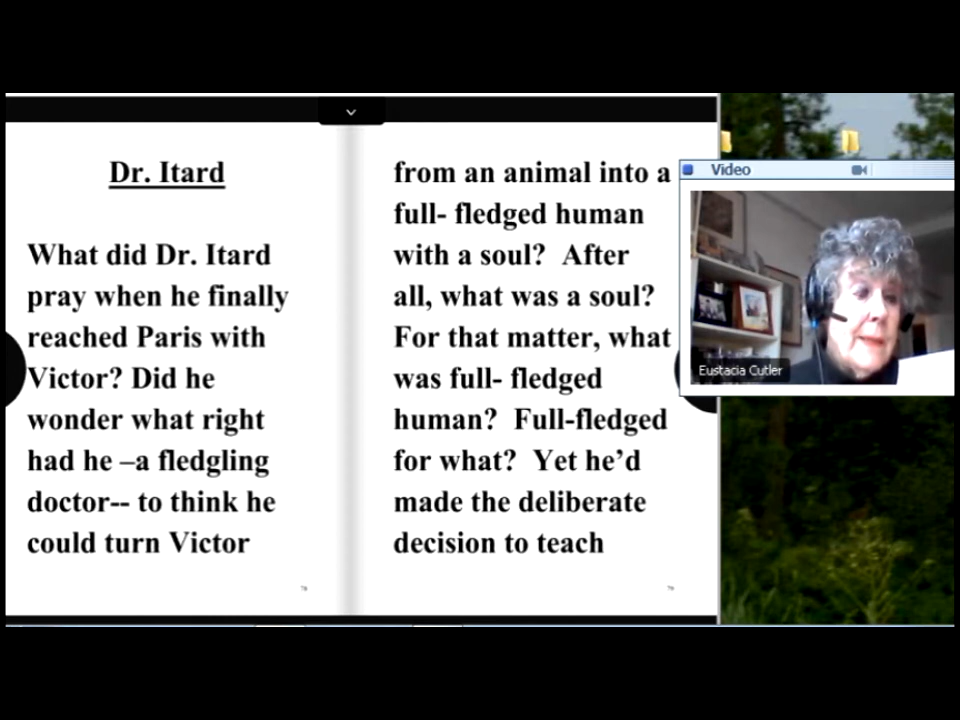 Dr. Itard
What did Dr. Itard
pray when he finally
reached Paris with
Victor? Did he
wonder what right
had he –a fledgling
doctor-- to think he
could turn Victor
from an animal into a
full- fledged human
with a soul?  After
all, what was a soul?
For that matter, what
was full- fledged
human?  Full-fledged
for what?  Yet he’d
made the deliberate
decision to teach
Video
Eustacia Cutler